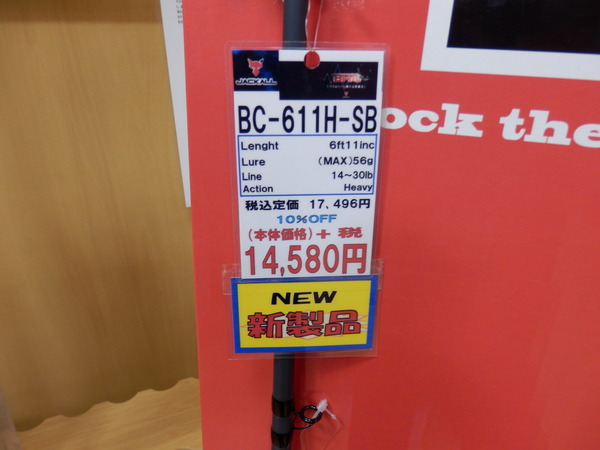 JACKALL
BPM
BC-611H-SB
Lenght 6ft11inc
Lure (MAX)56g
Line 14~30lb
Action Heavy
税込定価 17,496円
10%OFF
(本体価格)+税
14,580円
NEW
新製品
ock the